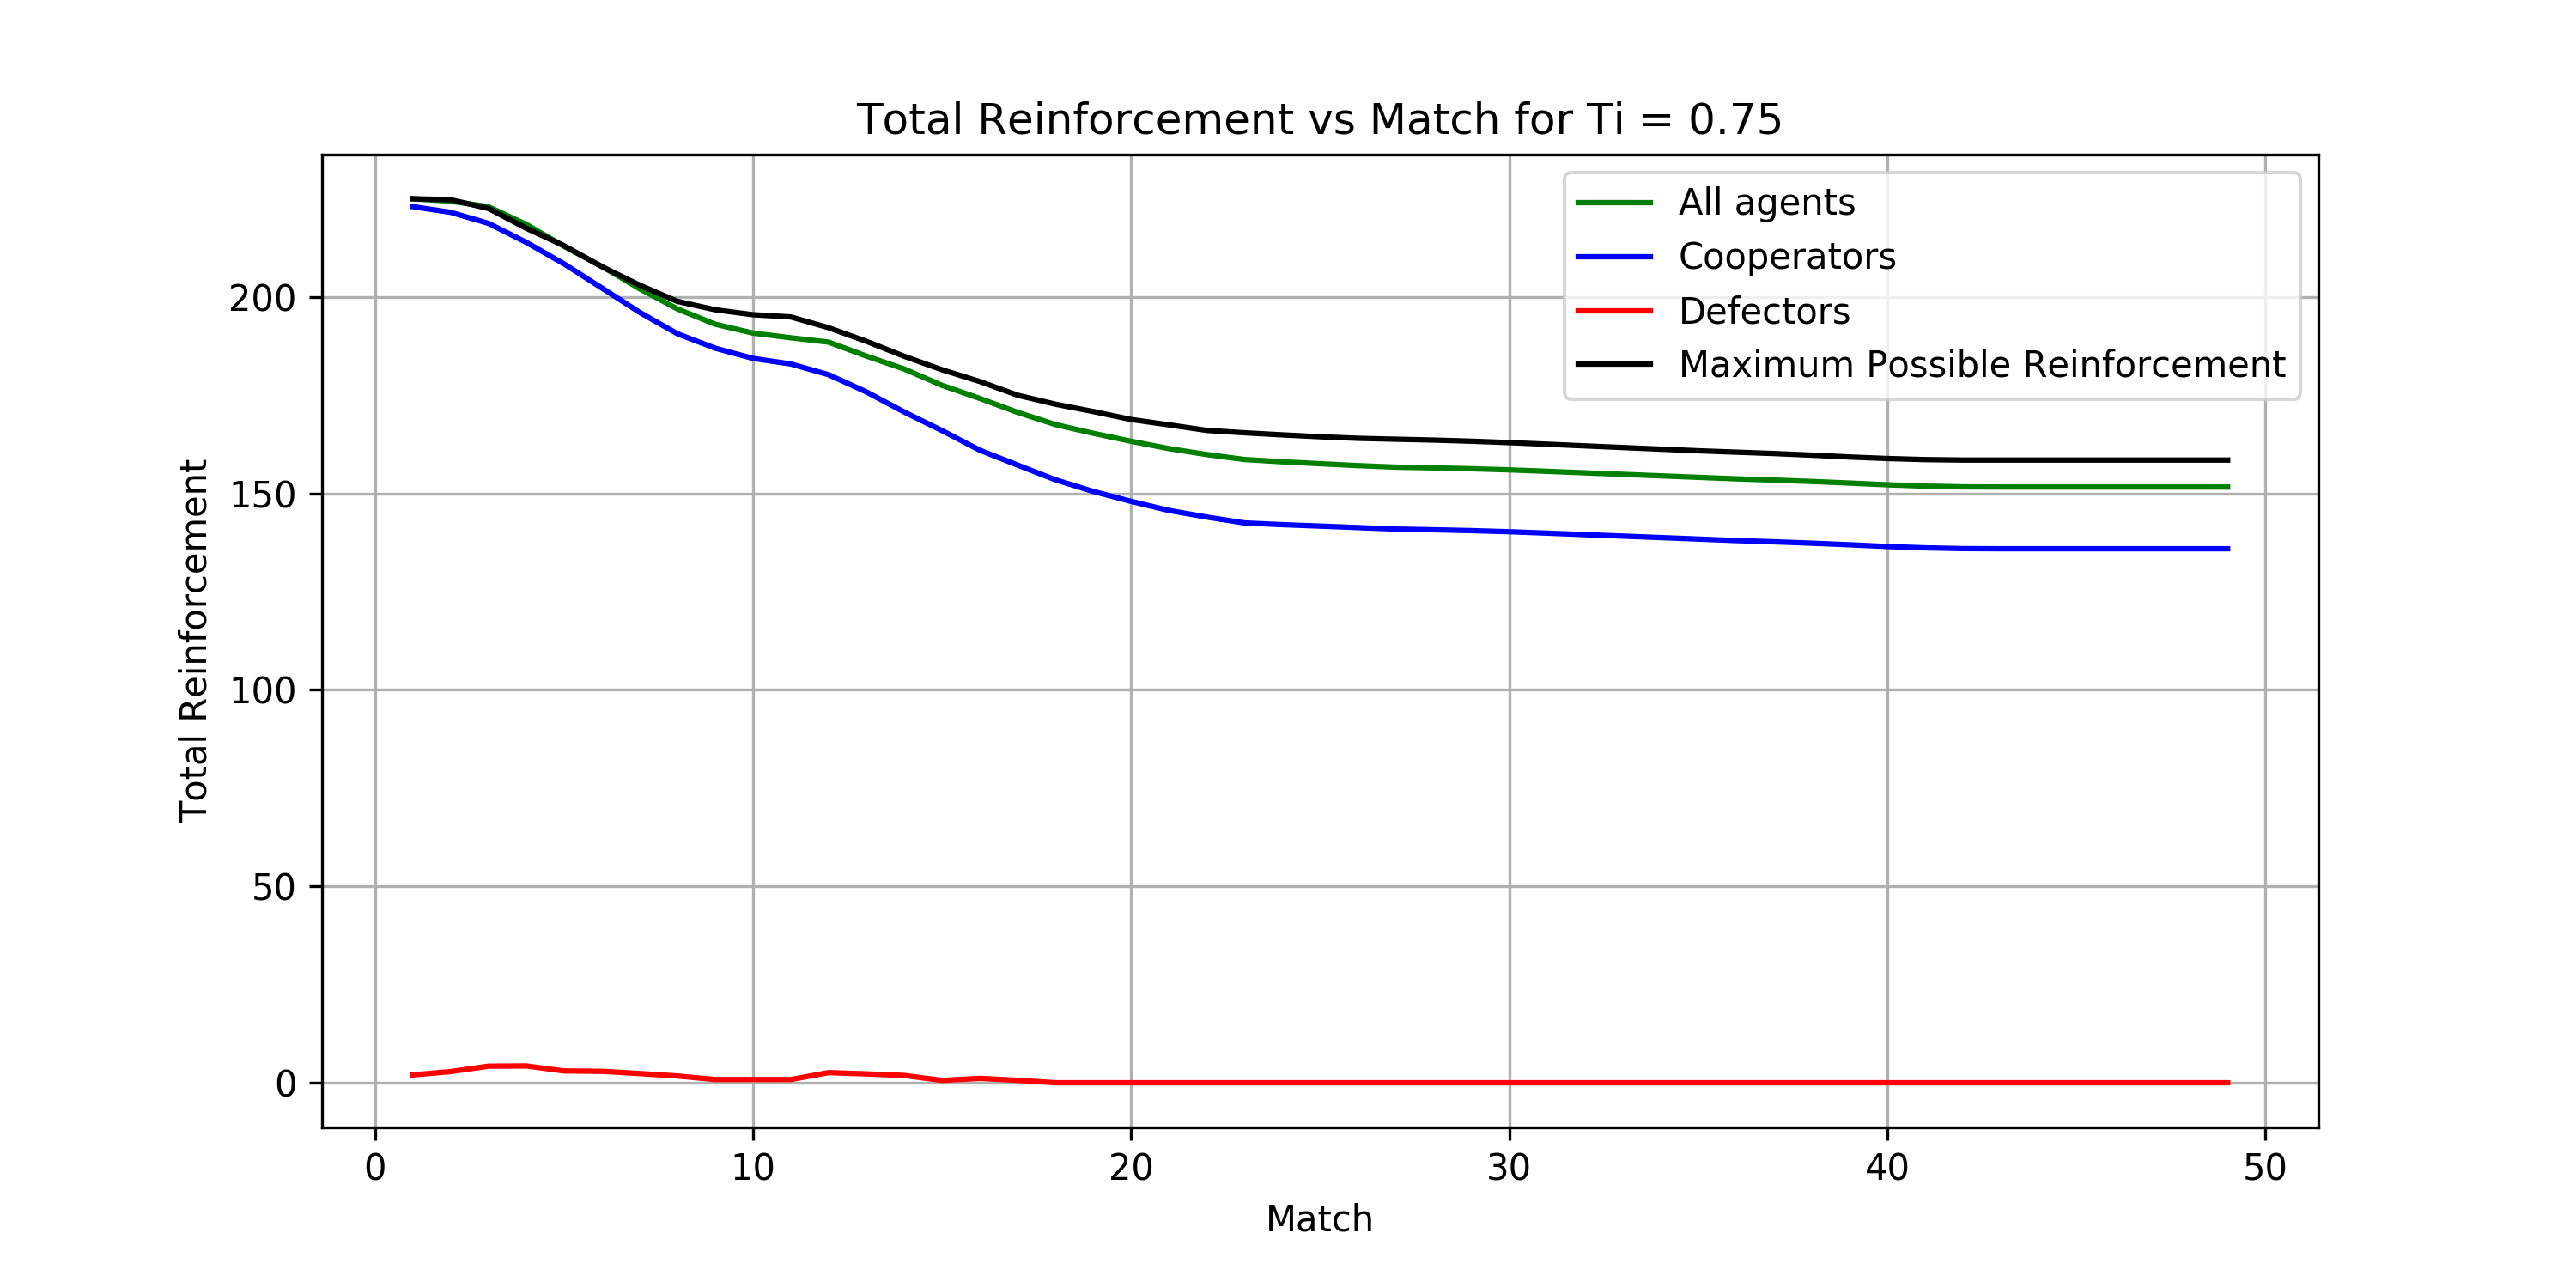 Total Reinforcement vs Match for Ti = 0.75
All agents
Cooperators
Defectors
Maximum Possible Reinforcement
Total Reinforcement
200
150
100
50
0
0 10 20 30 40 50
Match